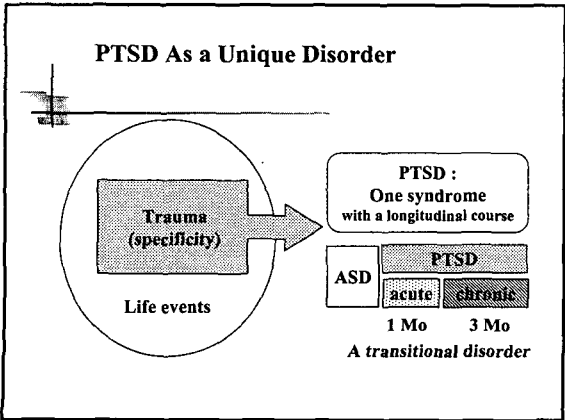 PTSD As a Unique Disorder
Trauma
(specificity)
Life events
PTSD :
One syndrome
with a longitudinal course
ASD
PTSD
acute
chronic
1 Mo
3 Mo
A transitional disorder